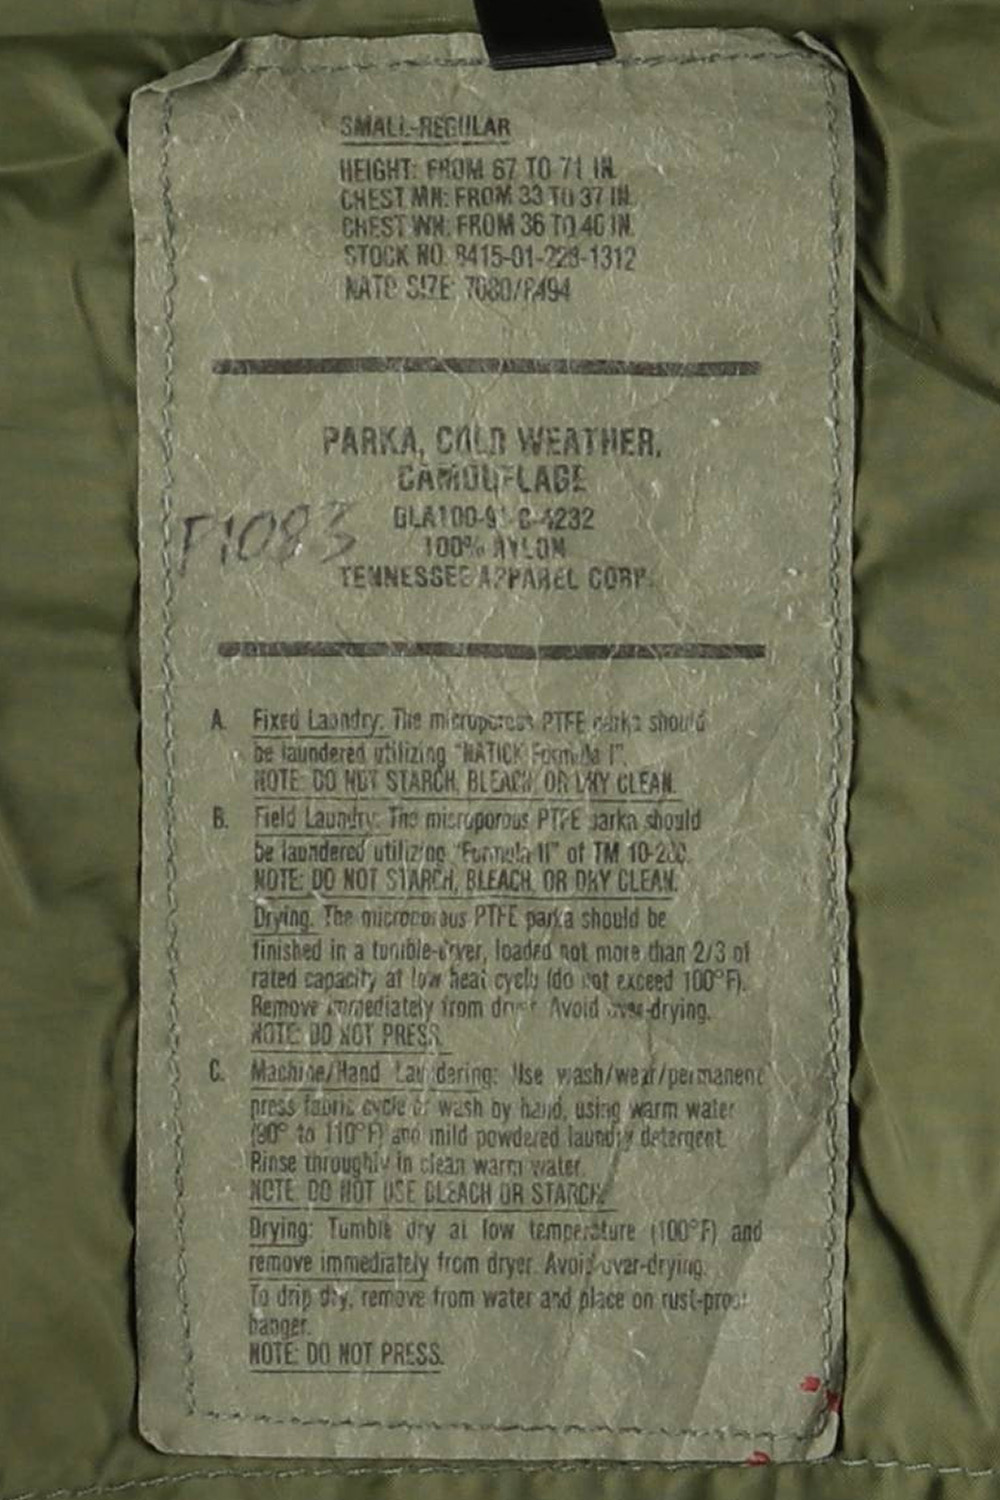 SMALL-REGULAR
HEIGHT: FROM 67 TO 71 IN.
CHEST MN: FROM 33 TO 37 IN.
CHEST WN: FROM 36 TO 40 IN.
STOCK NO. 8415-01-228-1312
NATO SIZE: 7080/8494
PARKA, COLD WEATHER,
CAMOUFLAGE
DLA100-91-C-4232
P1083
100% NYLON
TENNESSEE APPAREL CORP.
A. Fixed Laundry: The microporous PTFE parka should
be laundered utilizing "NATICK Formula I".
NOTE: DO NOT STARCH, BLEACH, OR DRY CLEAN.
B. Field Laundry: The microporous PTFE parka should
be laundered utilizing "Formula II" of TM
NOTE: DO NOT STARCH, BLEACH, OR DRY CLEAN.
Drying. The microporous PTFE parka should be
finished in a tumble-dryer, loaded not more than 2/3 of
rated capacity at low heat cycle (do not exceed 100°F).
Remove immediately from dryer. Avoid over-drying.
NOTE: DO NOT PRESS.
C. Machine/Hand Laundering: Use wash/wear/permanent
press fabric cycle or wash by hand, using warm water
(90° to 110°F) and mild powdered laundry detergent.
Rinse throughly in clean warm water.
NOTE: DO NOT USE BLEACH OR STARCH.
Drying: Tumble dry at low temperature (100°F) and
remove immediately from dryer. Avoid over-drying.
To drip dry, remove from water and place on rust-proof
hanger.
NOTE: DO NOT PRESS.